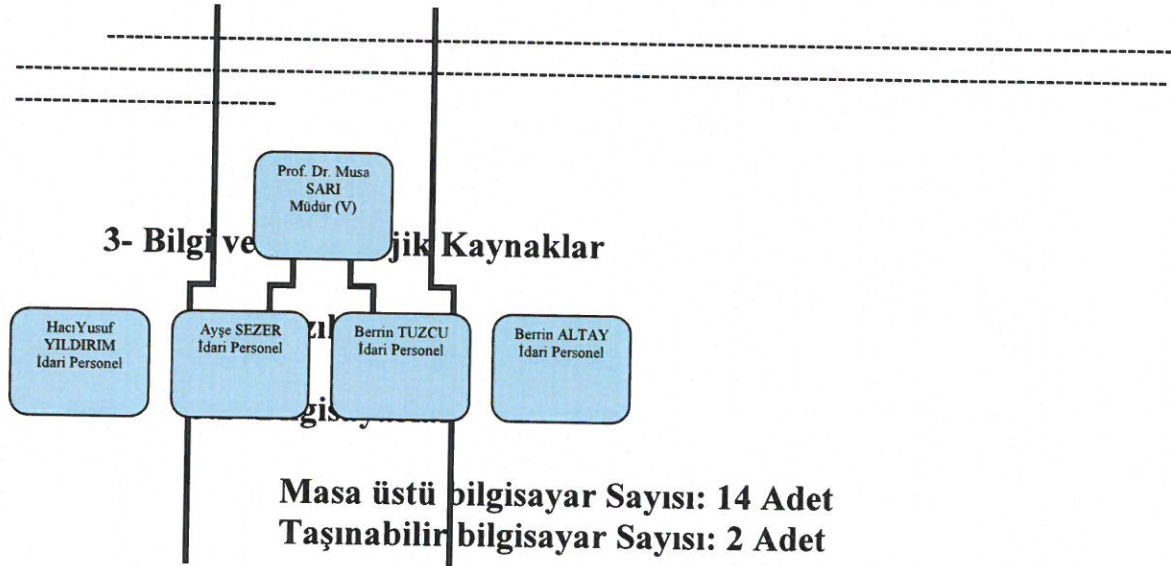 Prof. Dr. Musa
SARI
Müdür (V)
3- Bilgi ve jik Kaynaklar
HacıYusuf
YILDIRIM
İdari Personel
Ayşe SEZER
İdari Personel
Berrin TUZCU
İdari Personel
Berrin ALTAY
İdari Personel
Masa üstü bilgisayar Sayısı: 14 Adet
Taşınabilir bilgisayar Sayısı: 2 Adet